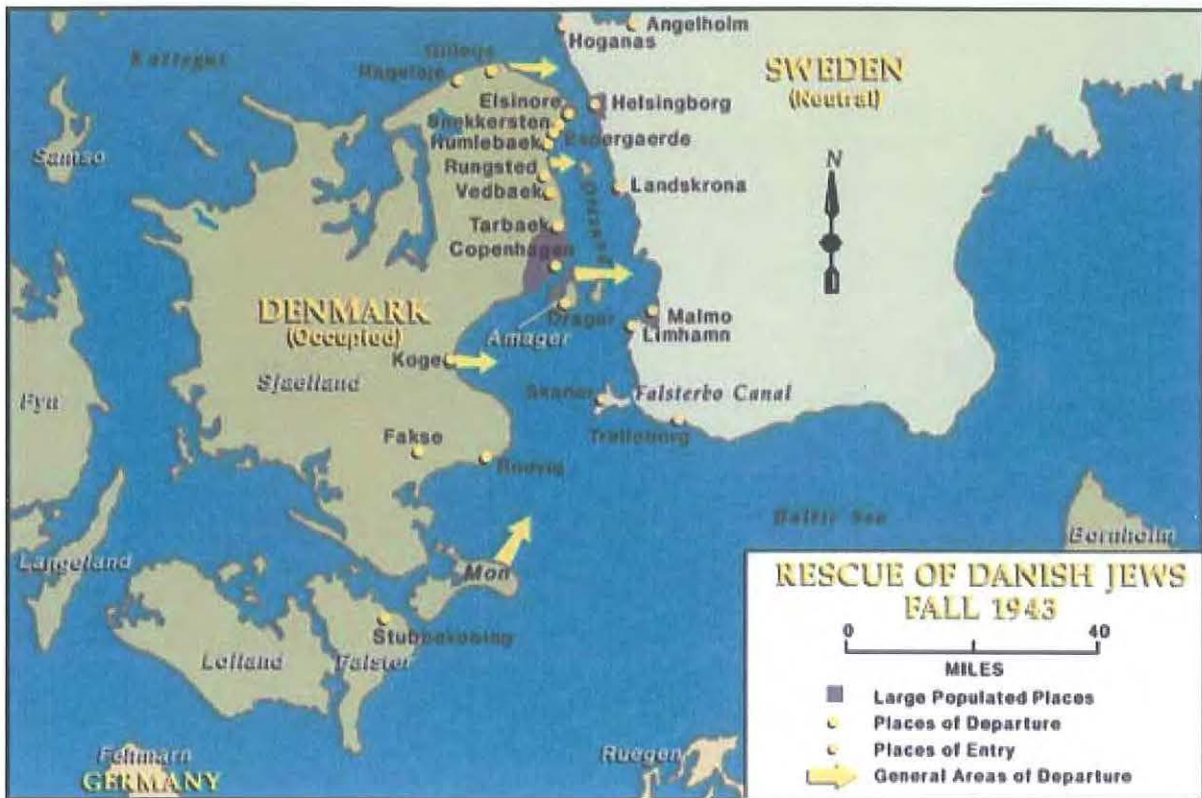 Kattegat
Gilleije
Rageleje
Hoganas
Angelholm
SWEDEN
(Neutral)
Elsinore
Helsingborg
Snekkersten
Espergaerde
Humlebaek
Samso
Rungsted
Vedbaek
Landskrona
N
Tarbaek
Copenhagen
DENMARK
(Occupied)
Dragor
Malmo
Limhamn
Amager
Koge
Sjaelland
Fyn
Skanor
Falsterbo Canal
Trelleborg
Fakse
Rodvig
Baltic Sea
Bornholm
Langeland
Mon
Stubbekobing
Lolland
Falster
Fehmarn
GERMANY
Ruegen
RESCUE OF DANISH JEWS
FALL 1943
0 40
MILES
Large Populated Places
Places of Departure
Places of Entry
General Areas of Departure